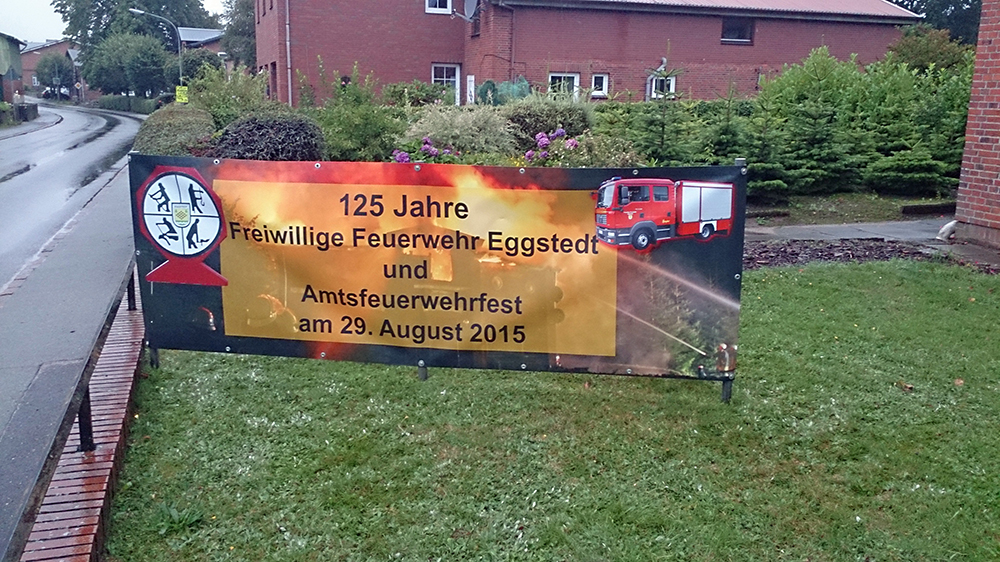 125 Jahre
Freiwillige Feuerwehr Eggstedt
und
Amtsfeuerwehrfest
am 29. August 2015